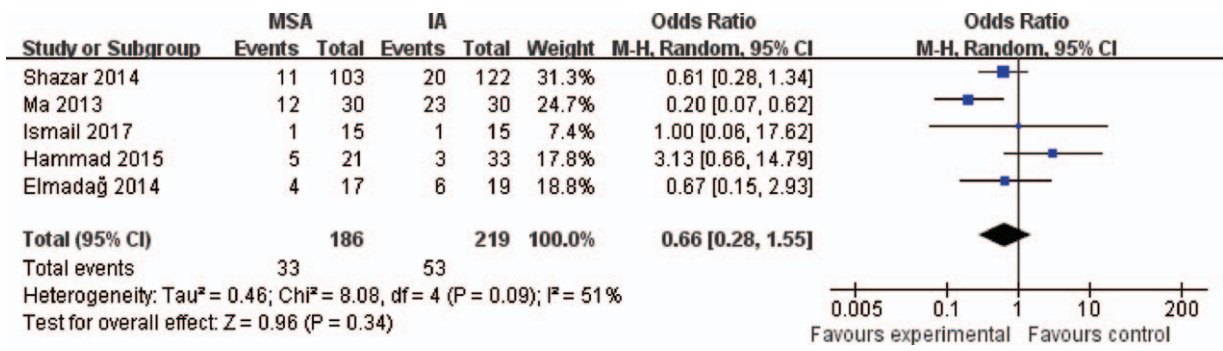 MSA IA Odds Ratio Odds Ratio
Study or Subgroup Events Total Events Total Weight M-H, Random, 95% CI M-H, Random, 95% CI
Shazar 2014 11 103 20 122 31.3% 0.61 [0.28, 1.34]
Ma 2013 12 30 23 30 24.7% 0.20 [0.07, 0.62]
Ismail 2017 1 15 1 15 7.4% 1.00 [0.06, 17.62]
Hammad 2015 5 21 3 33 17.8% 3.13 [0.66, 14.79]
Elmadağ 2014 4 17 6 19 18.8% 0.67 [0.15, 2.93]
Total (95% CI) 186 219 100.0% 0.66 [0.28, 1.55]
Total events 33 53
Heterogeneity: Tau² = 0.46; Chi² = 8.08, df = 4 (P = 0.09); I² = 51%
Test for overall effect: Z = 0.96 (P = 0.34)
0.005 0.1 1 10 200
Favours experimental Favours control